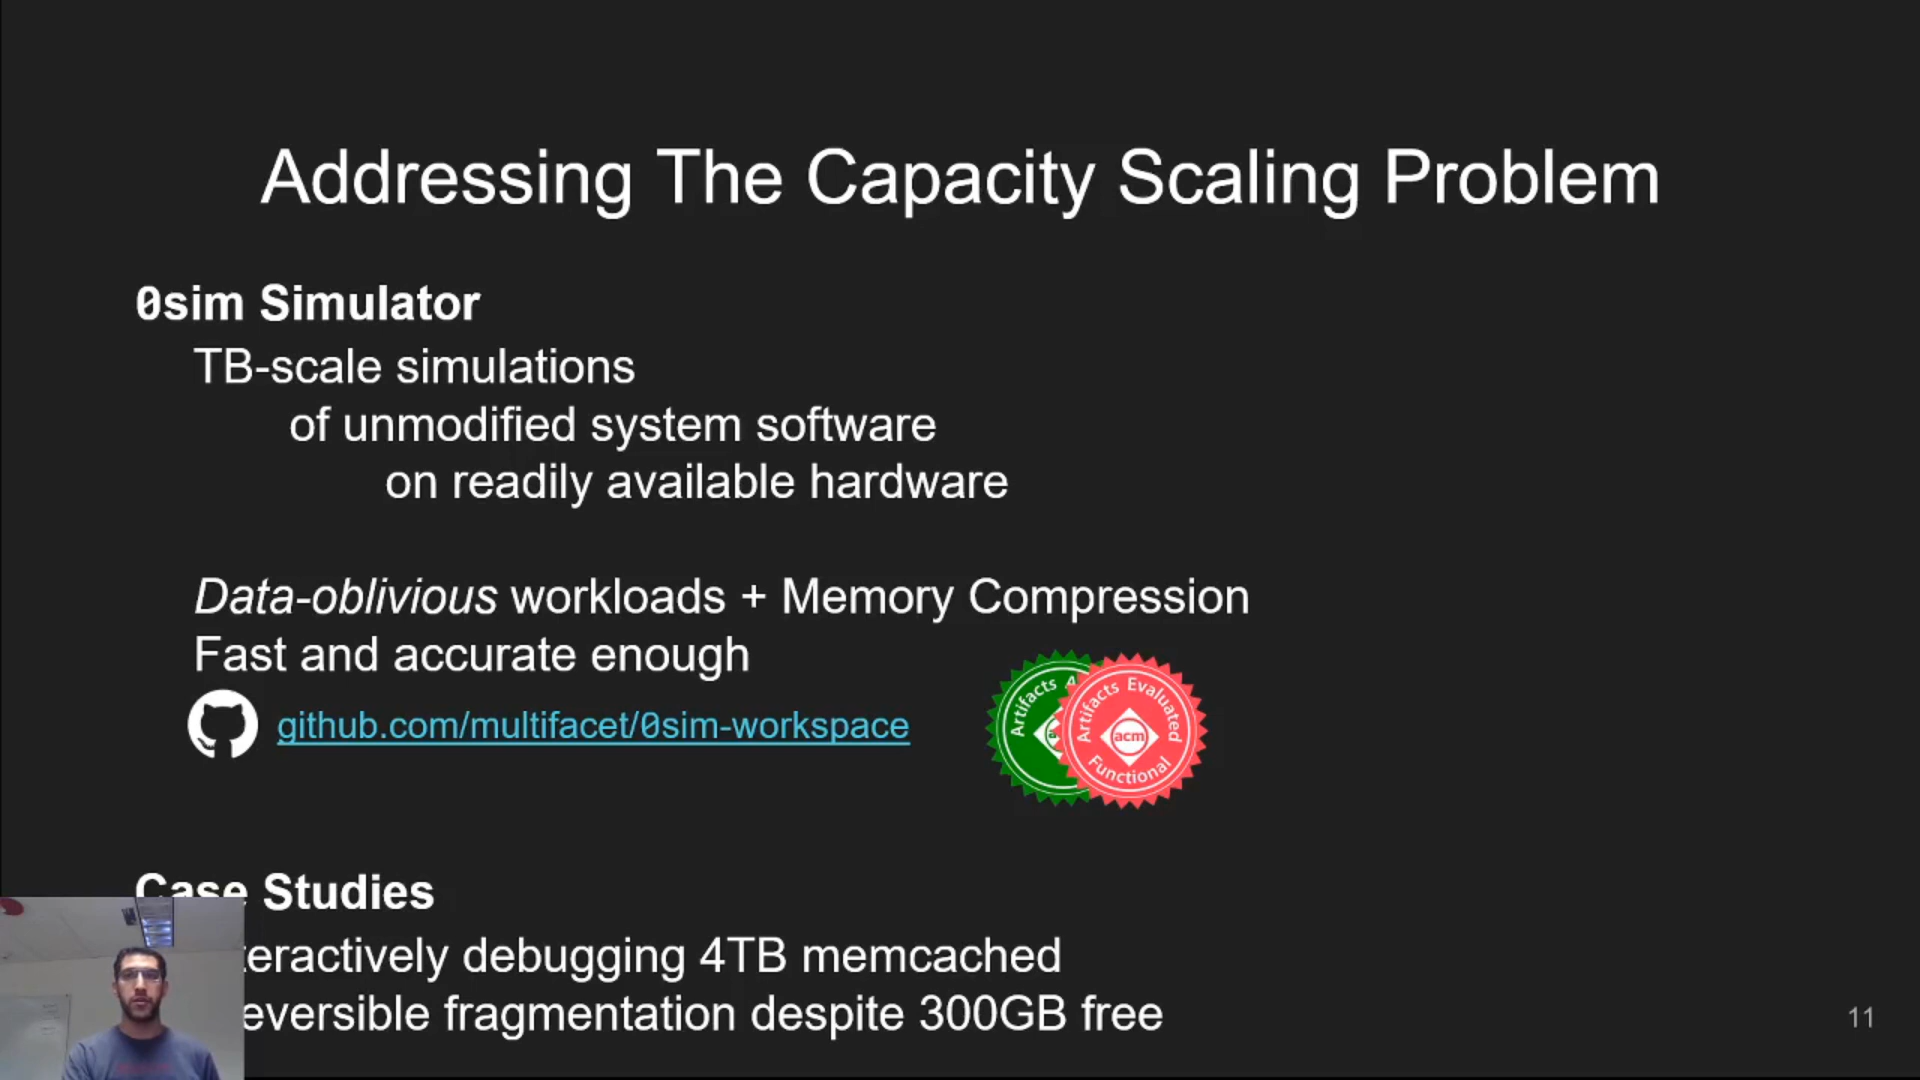 Addressing The Capacity Scaling Problem
0sim Simulator
TB-scale simulations
of unmodified system software
on readily available hardware
Data-oblivious workloads + Memory Compression
Fast and accurate enough
github.com/multifacet/0sim-workspace
Artifacts
Artifacts Evaluated
acm
Functional
Case Studies
debugging 4TB memcached
fragmentation despite 300GB free
11